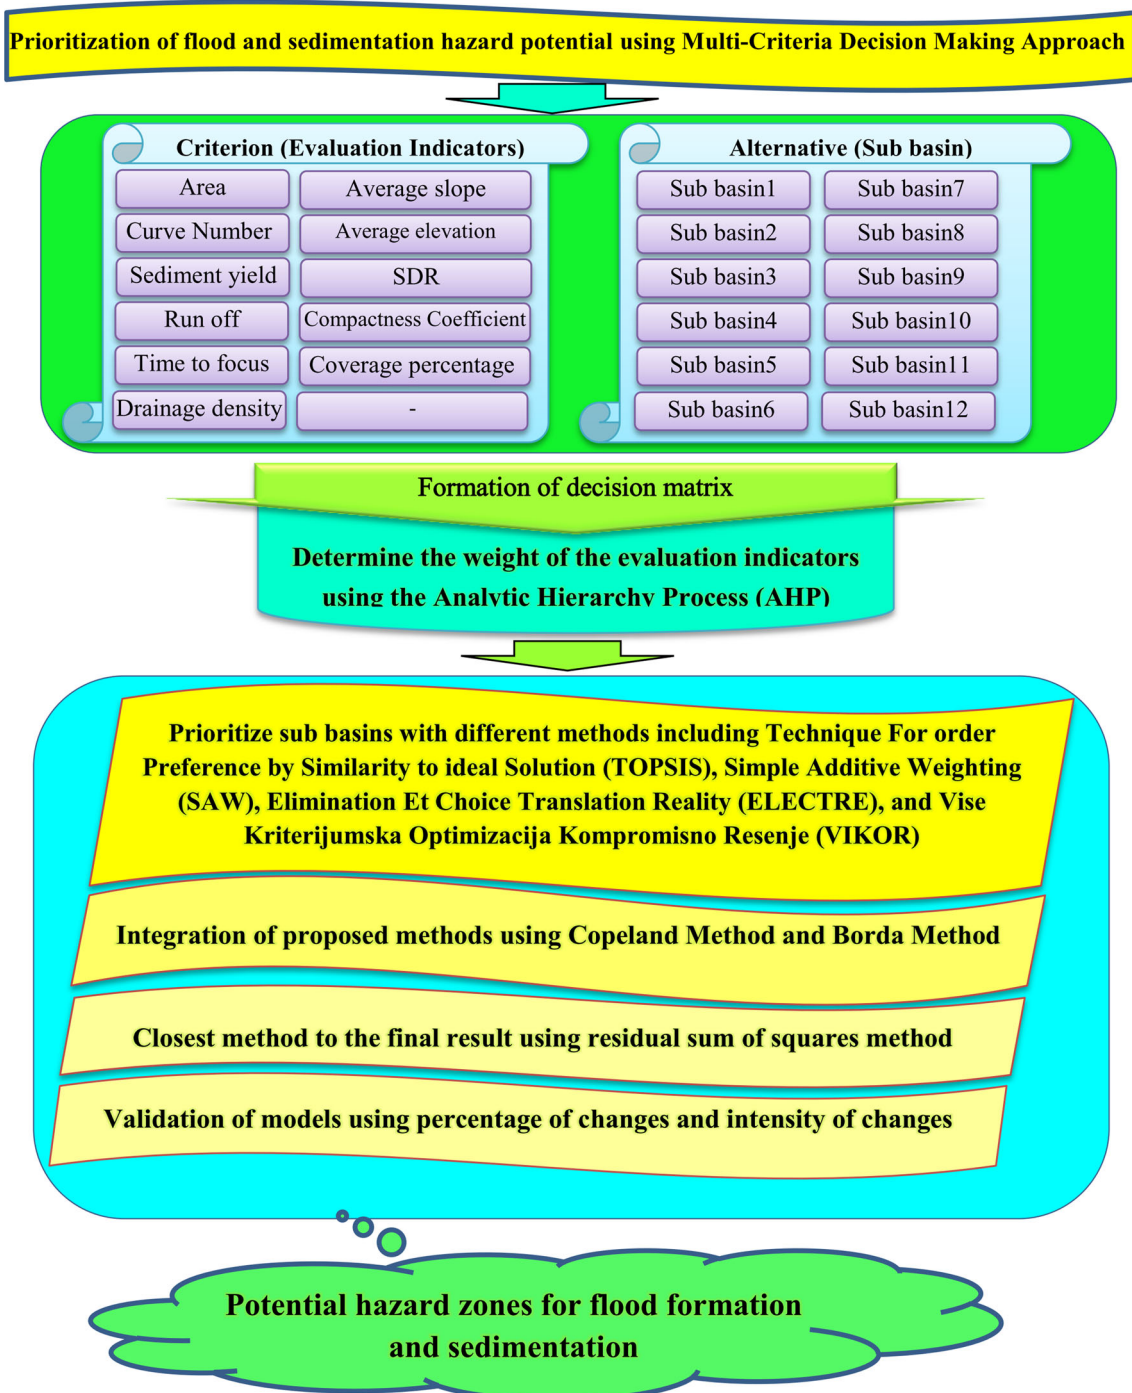 Prioritization of flood and sedimentation hazard potential using Multi-Criteria Decision Making Approach
Criterion (Evaluation Indicators)
Area
Average slope
Curve Number
Average elevation
Sediment yield
SDR
Run off
Compactness Coefficient
Time to focus
Coverage percentage
Drainage density
-
Alternative (Sub basin)
Sub basin1
Sub basin7
Sub basin2
Sub basin8
Sub basin3
Sub basin9
Sub basin4
Sub basin10
Sub basin5
Sub basin11
Sub basin6
Sub basin12
Formation of decision matrix
Determine the weight of the evaluation indicators
using the Analytic Hierarchy Process (AHP)
Prioritize sub basins with different methods including Technique For order
Preference by Similarity to ideal Solution (TOPSIS), Simple Additive Weighting
(SAW), Elimination Et Choice Translation Reality (ELECTRE), and Vise
Kriterijumska Optimizacija Kompromisno Resenje (VIKOR)
Integration of proposed methods using Copeland Method and Borda Method
Closest method to the final result using residual sum of squares method
Validation of models using percentage of changes and intensity of changes
Potential hazard zones for flood formation
and sedimentation